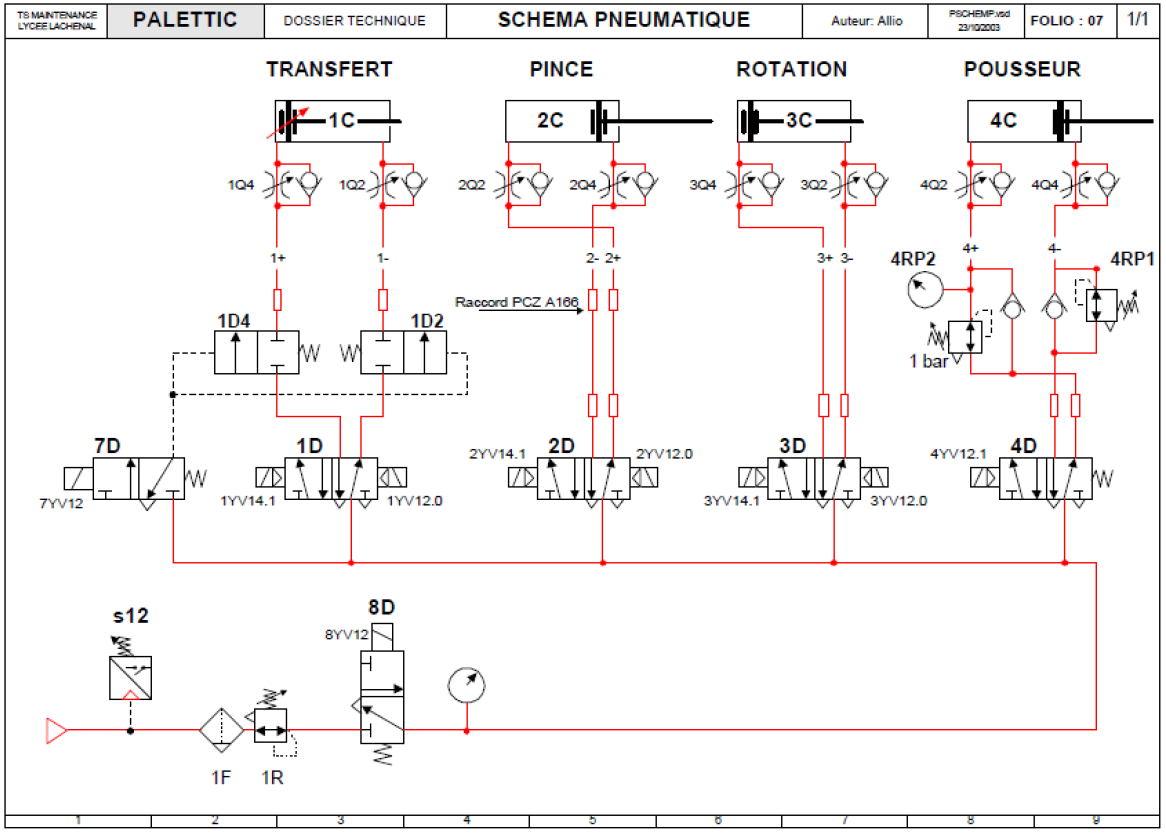 TS MAINTENANCE
LYCEE LACHENAL
PALETTIC
DOSSIER TECHNIQUE
SCHEMA PNEUMATIQUE
Auteur: Allio
PSCHEMP.vsd
23/10/2003
FOLIO : 07
1/1
TRANSFERT
PINCE
ROTATION
POUSSEUR
1C
2C
3C
4C
1Q4
1Q2
2Q2
2Q4
3Q4
3Q2
4Q2
4Q4
1+
1-
2-
2+
3+
3-
4+
4-
4RP2
4RP1
Raccord PCZ A166
1D4
1D2
1 bar
7D
1D
2D
3D
4D
2YV14.1
2YV12.0
4YV12.1
7YV12
1YV14.1
1YV12.0
3YV14.1
3YV12.0
s12
8D
8YV12
1F
1R
1
2
3
4
5
6
7
8
9